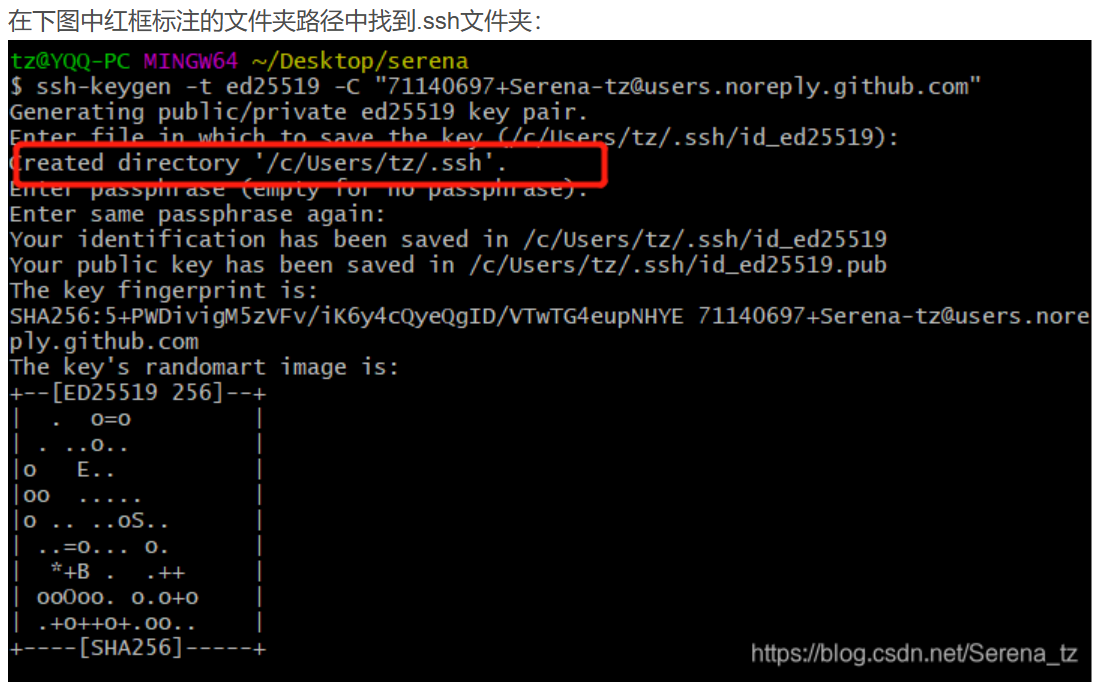 在下图中红框标注的文件夹路径中找到.ssh文件夹：
tz@YQQ-PC MINGW64 ~/Desktop/serena
$ ssh-keygen -t ed25519 -C "71140697+Serena-tz@users.noreply.github.com"
Generating public/private ed25519 key pair.
Enter file in which to save the key (/c/Users/tz/.ssh/id_ed25519):
Created directory '/c/Users/tz/.ssh'.
Enter passphrase (empty for no passphrase):
Enter same passphrase again:
Your identification has been saved in /c/Users/tz/.ssh/id_ed25519
Your public key has been saved in /c/Users/tz/.ssh/id_ed25519.pub
The key fingerprint is:
SHA256:5+PWDivigM5zVFv/iK6y4cQyeQgID/VTwTG4eupNHYE 71140697+Serena-tz@users.nore
ply.github.com
The key's randomart image is:
+--[ED25519 256]--+
|  .  o=o         |
| . ..o..         |
|o   E..          |
|oo  .....        |
|o .. ..oS..      |
| ..=o... o.      |
|  *+B .  .++     |
| ooOoo. o.o+o    |
| .+o++o+.oo..    |
+----[SHA256]-----+
https://blog.csdn.net/Serena_tz